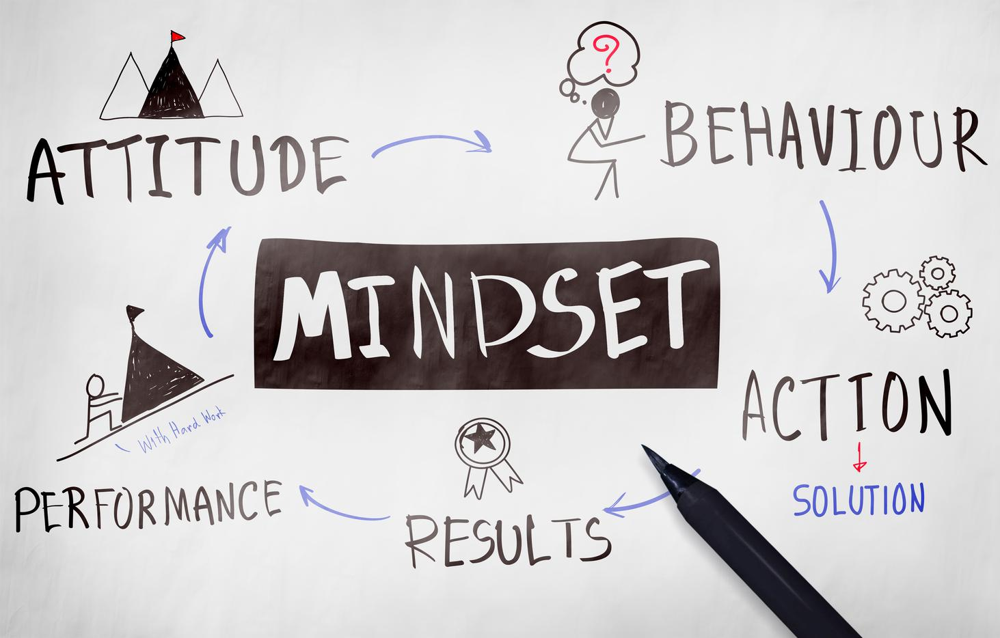 ?
ATTITUDE
BEHAVIOUR
MINDSET
ACTION
SOLUTION
With Hard Work
PERFORMANCE
RESULTS